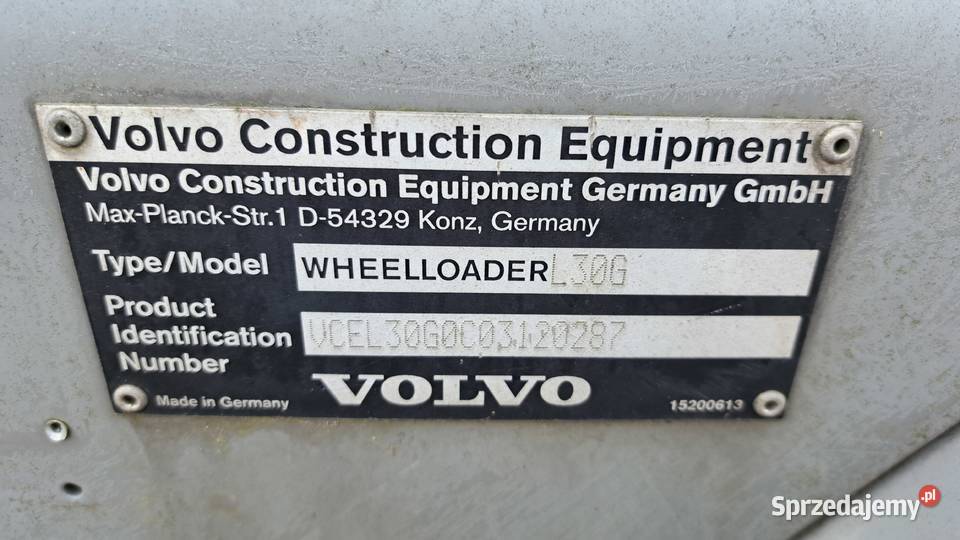 Volvo Construction Equipment
Volvo Construction Equipment Germany GmbH
Max-Planck-Str.1 D-54329 Konz, Germany
Type/Model WHEELLOADER L30G
Product
Identification VCEL30G0C03120287
Number
Made in Germany VOLVO 15200613
Sprzedajemy.pl